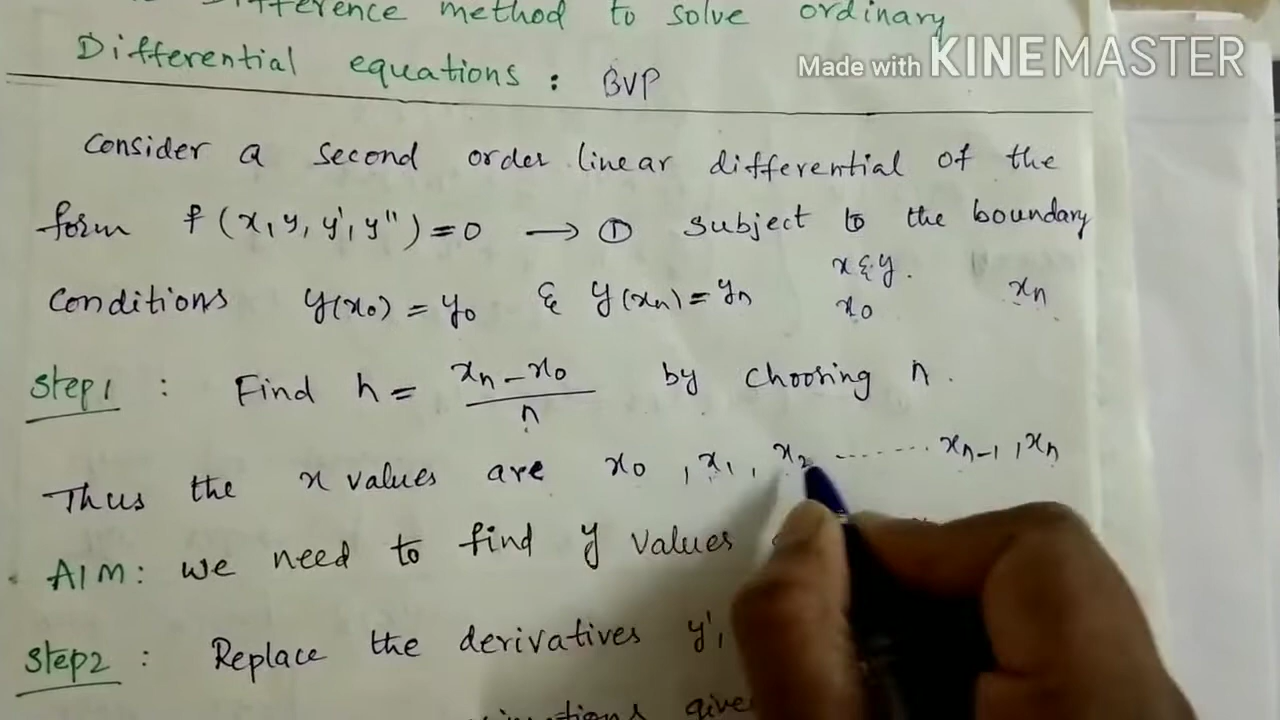 Difference method to solve ordinary
Made with KINEMASTER
Differential equations : BVP
Consider a second order linear differential of the
form f(x, y, y', y'') = 0 → ① subject to the boundary
x & y .
conditions y(x0) = y0 & y(xn) = yn x0 xn
Step1 : Find h = (xn - x0)/n by choosing n .
Thus the x values are x0 , x1 , x2 ........ xn-1 , xn
AIM : we need to find y values
Step2 : Replace the derivatives y',